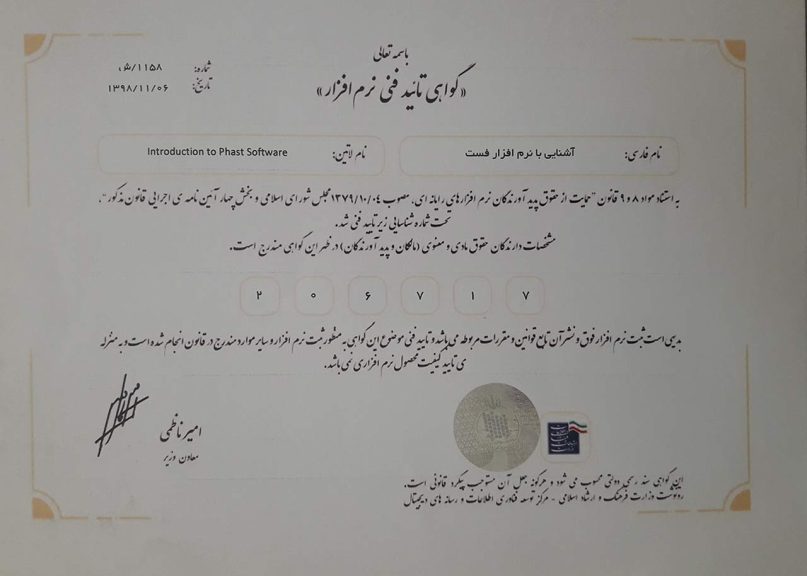 باسمه تعالی
شماره: ۱۱۵۸/ش
«گواهی تائید فنی نرم افزار»
تاریخ: ۱۳۹۸/۱۱/۰۶
نام فارسی: آشنایی با نرم افزار فست
نام لاتین: Introduction to Phast Software
به استناد مواد ۸ و ۹ قانون "حمایت از حقوق پدید آورندگان نرم افزارهای رایانه ای، مصوب ۱۳۷۹/۱۰/۰۴ مجلس شورای اسلامی و بخش چهار آئین نامه ی اجرایی قانون مذکور"،
تحت شماره شناسایی زیر تایید فنی شد.
مشخصات دارندگان حقوق مادی و معنوی (مالکان و پدید آورندگان) در ظهر این گواهی مندرج است.
۲ ۰ ۶ ۷ ۱ ۷
بدیهی است ثبت نرم افزار فوق و نشر آن تابع قوانین و مقررات مربوطه می باشد و تایید فنی موضوع این گواهی به منظور ثبت نرم افزار و سایر موارد مندرج در قانون انجام شده است و به منزله
ی تایید کیفیت محصول نرم افزاری نمی باشد.
امیر ناظمی
معاون وزیر
این گواهی سند رسمی دولتی محسوب می شود و هرگونه جعل آن مستوجب پیگرد قانونی است.
رونوشت وزارت فرهنگ و ارشاد اسلامی - مرکز توسعه فناوری اطلاعات و رسانه های دیجیتال